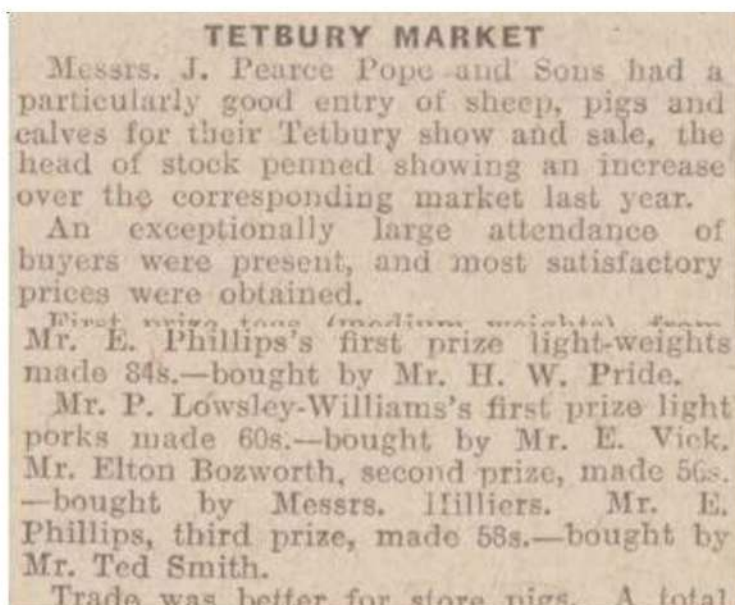 TETBURY MARKET
Messrs. J. Pearce Pope and Sons had a
particularly good entry of sheep, pigs and
calves for their Tetbury show and sale, the
head of stock penned showing an increase
over the corresponding market last year.
An exceptionally large attendance of
buyers were present, and most satisfactory
prices were obtained.
First prize (medium weights) from
Mr. E. Phillips's first prize light-weights
made 84s.—bought by Mr. H. W. Pride.
Mr. P. Lowsley-Williams's first prize light
porks made 60s.—bought by Mr. E. Vick.
Mr. Elton Bozworth, second prize, made 56s.
—bought by Messrs. Hilliers. Mr. E.
Phillips, third prize, made 58s.—bought by
Mr. Ted Smith.
Trade was better for store pigs. A total